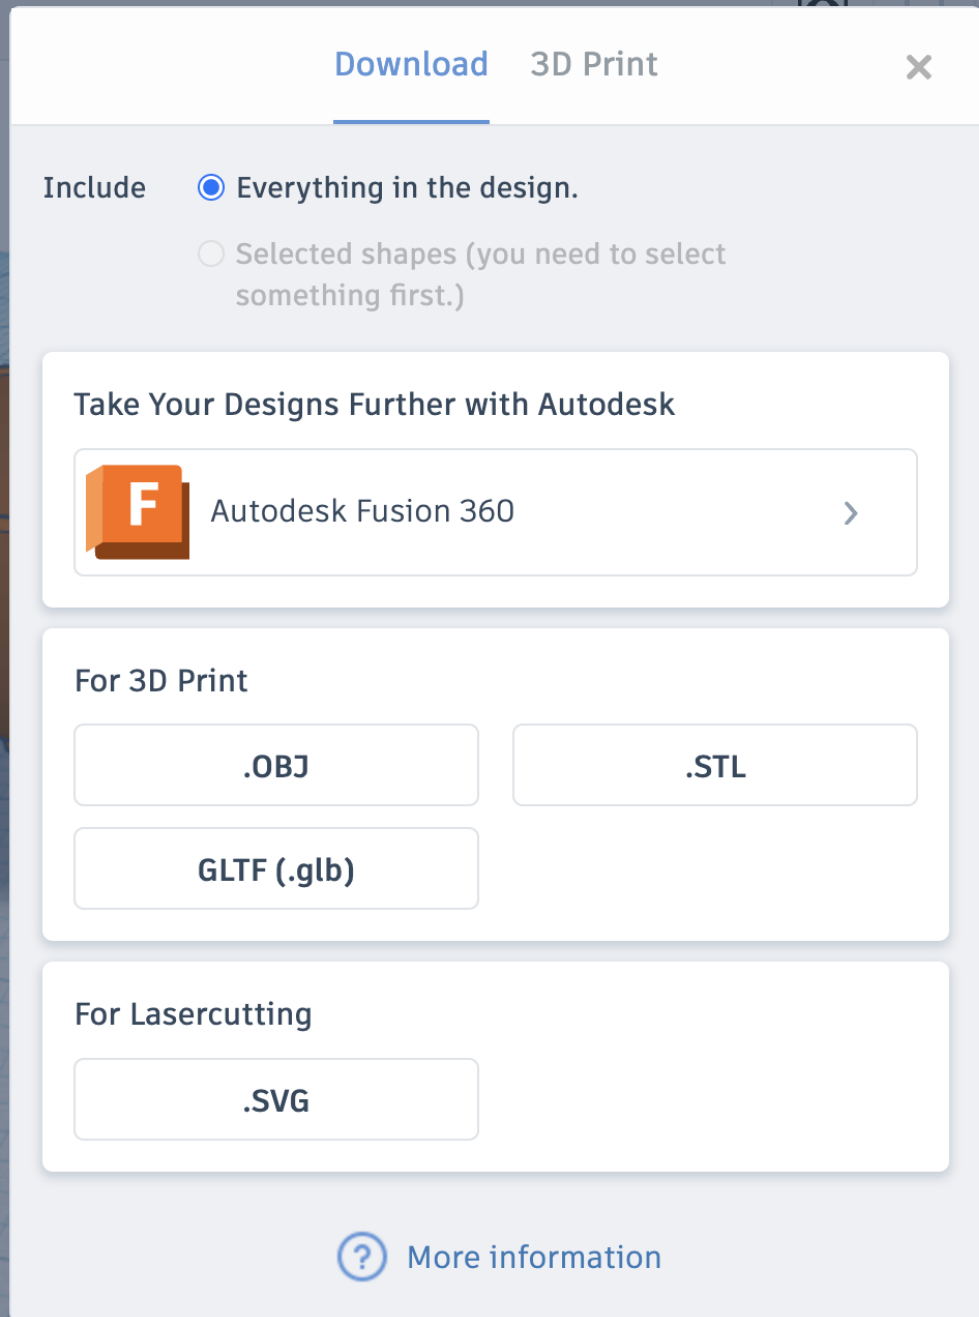 Download 3D Print
Include Everything in the design.
Selected shapes (you need to select
something first.)
Take Your Designs Further with Autodesk
F Autodesk Fusion 360
For 3D Print
.OBJ .STL
GLTF (.glb)
For Lasercutting
.SVG
? More information